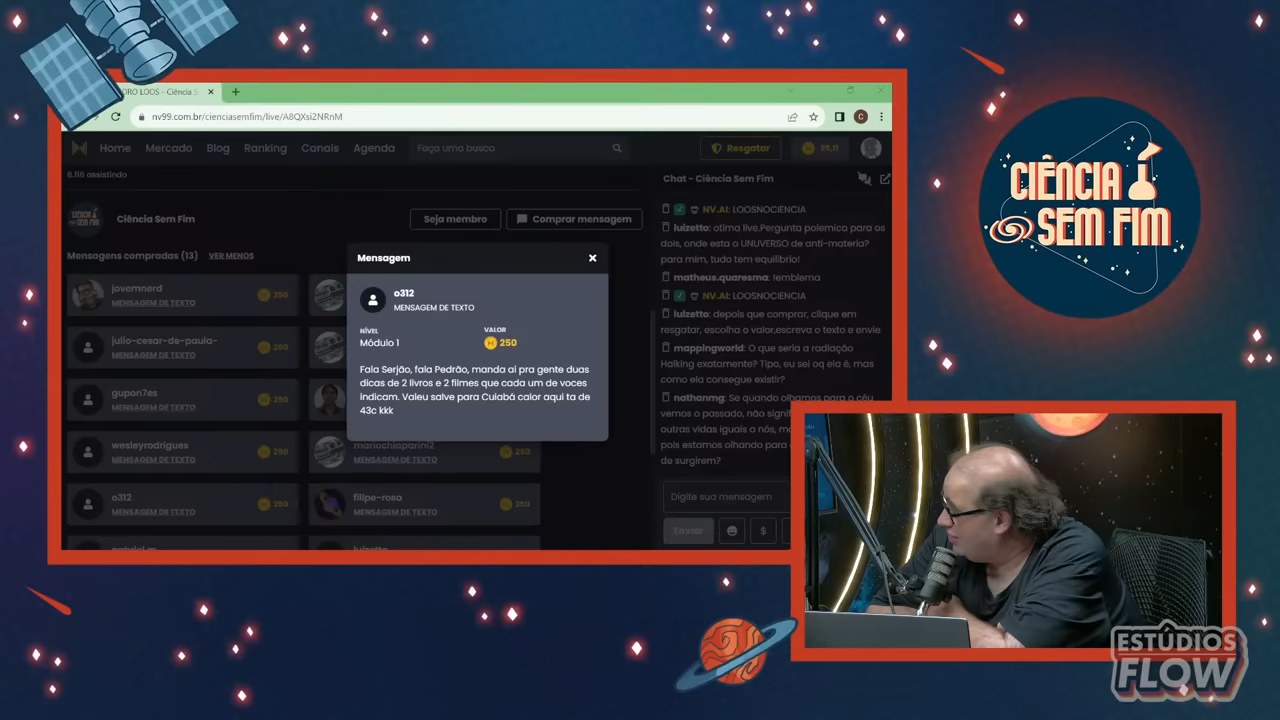 ORO LOOS - Ciência S
nv99.com.br/cienciasemfim/live/A8QXsi2NRnM
C
Home Mercado Blog Ranking Canais Agenda Faça uma busca Resgatar
6.116 assistindo
Ciência Sem Fim Seja membro Comprar mensagem
Mensagens compradas (13) VER MENOS
jovemnerd
MENSAGEM DE TEXTO 250
julio-cesar-de-paula-
MENSAGEM DE TEXTO 250
gupon7es
MENSAGEM DE TEXTO 250
wesleyrodrigues
MENSAGEM DE TEXTO 250
mariochiaparini2
MENSAGEM DE TEXTO 250
o312
MENSAGEM DE TEXTO 250
filipe-rosa
MENSAGEM DE TEXTO 250
Mensagem
o312
MENSAGEM DE TEXTO
NÍVEL VALOR
Módulo 1 250
Fala Serjão, fala Pedrão, manda ai pra gente duas
dicas de 2 livros e 2 filmes que cada um de voces
indicam. Valeu salve para Cuiabá calor aqui ta de
43c kkk
Chat - Ciência Sem Fim
NV.AI: LOOSNOCIENCIA
luizetto: otima live.Pergunta polemica para os
dois, onde esta o UNUVERSO de anti-materia?
para mim, tudo tem equilibrio!
matheus.quaresma: !emblema
NV.AI: LOOSNOCIENCIA
luizetto: depois que comprar, clique em
resgatar, escolha o valor,escreva o texto e envie
mappingworld: O que seria a radiação
Halking exatamente? Tipo, eu sei oq ela é, mas
como ela consegue existir?
nathanmg: Se quando olhamos para o céu
vemos o passado, não signifi
outras vidas iguais a nós, m
pois estamos olhando para
de surgirem?
Digite sua mensagem
Enviar $
CIÊNCIA
SEM FIM
ESTÚDIOS
FLOW